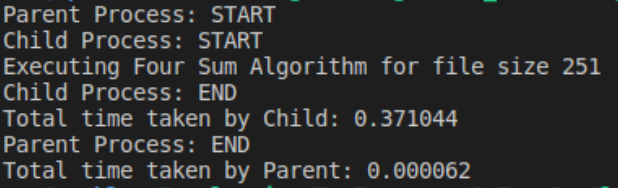 Parent Process: START
Child Process: START
Executing Four Sum Algorithm for file size 251
Child Process: END
Total time taken by Child: 0.371044
Parent Process: END
Total time taken by Parent: 0.000062